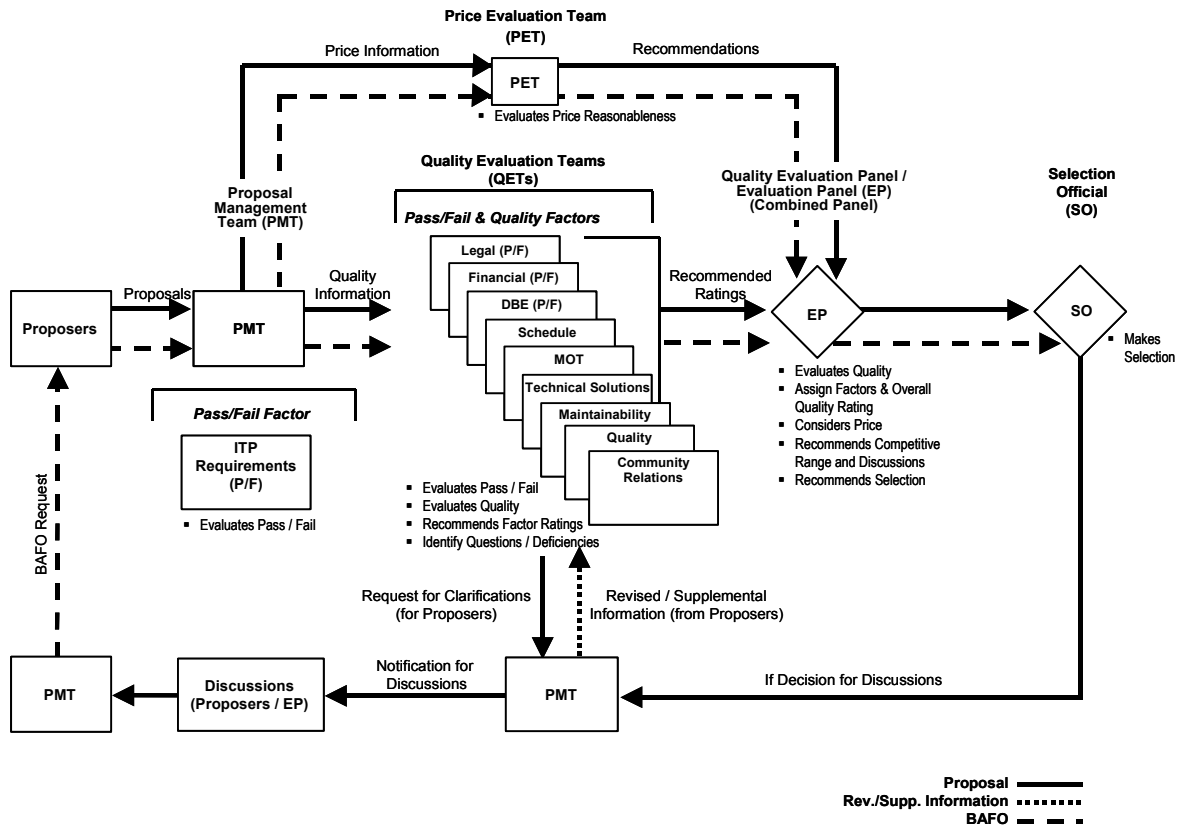 Price Evaluation Team
(PET)
Price Information
Recommendations
PET
▪ Evaluates Price Reasonableness
Quality Evaluation Teams
(QETs)
Quality Evaluation Panel /
Evaluation Panel (EP)
(Combined Panel)
Selection
Official
(SO)
Proposal
Management
Team (PMT)
Pass/Fail & Quality Factors
Legal (P/F)
Financial (P/F)
DBE (P/F)
Schedule
MOT
Technical Solutions
Maintainability
Quality
Community
Relations
Proposers
Proposals
PMT
Quality
Information
Recommended
Ratings
EP
SO
▪ Makes
Selection
▪ Evaluates Quality
▪ Assign Factors & Overall
Quality Rating
▪ Considers Price
▪ Recommends Competitive
Range and Discussions
▪ Recommends Selection
Pass/Fail Factor
ITP
Requirements
(P/F)
▪ Evaluates Pass / Fail
▪ Evaluates Pass / Fail
▪ Evaluates Quality
▪ Recommends Factor Ratings
▪ Identify Questions / Deficiencies
BAFO Request
Request for Clarifications
(for Proposers)
Revised / Supplemental
Information (from Proposers)
PMT
Discussions
(Proposers / EP)
Notification for
Discussions
PMT
If Decision for Discussions
Proposal
Rev./Supp. Information
BAFO